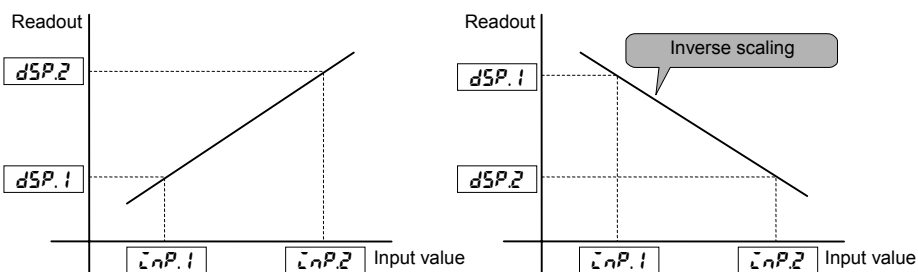 Readout
dSP.2
dSP.1
inP.1
inP.2
Input value
Readout
Inverse scaling
dSP.1
dSP.2
inP.1
inP.2
Input value